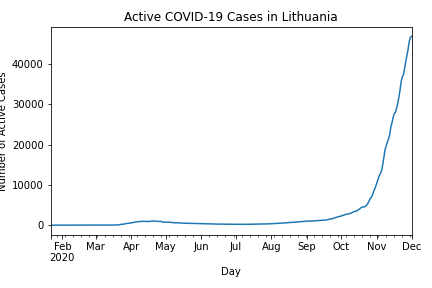 Active COVID-19 Cases in Lithuania
Number of Active Cases
40000
30000
20000
10000
0
Feb Mar Apr May Jun Jul Aug Sep Oct Nov Dec
2020
Day